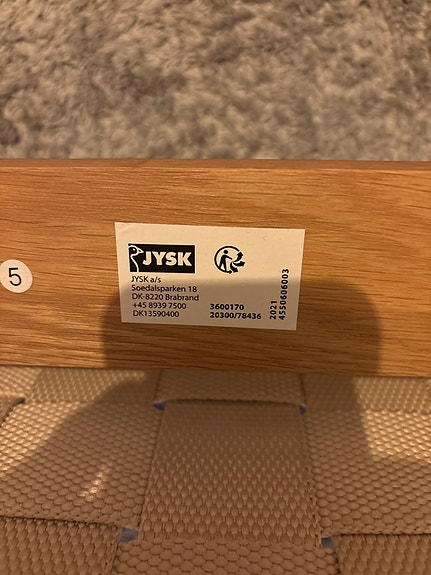 5
JYSK
JYSK a/s
Soedalsparken 18
DK-8220 Brabrand
+45 8939 7500
DK13590400
3600170
20300/78436
2021
4550606003